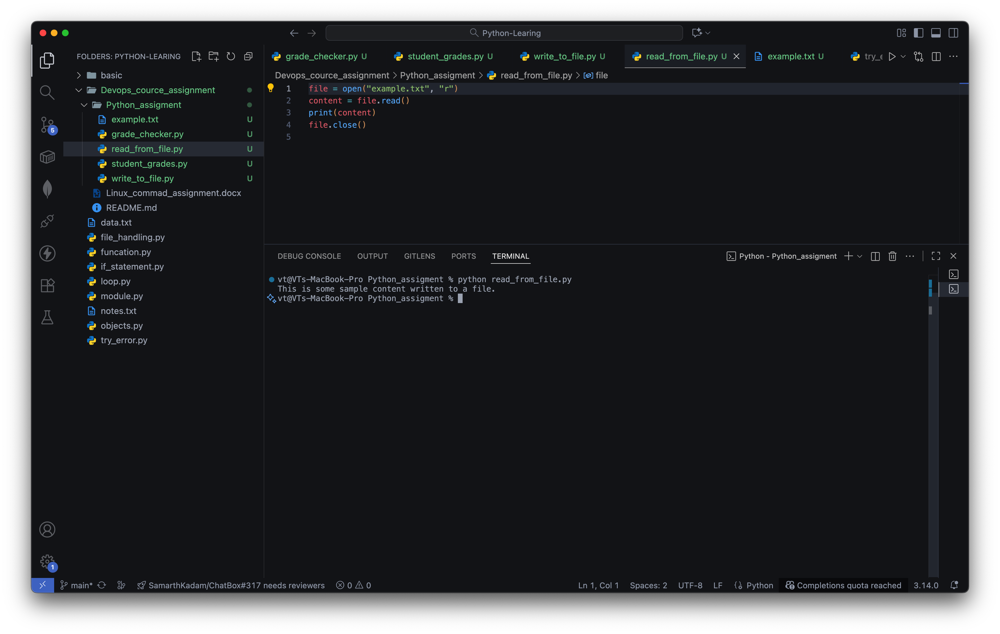 Python-Learing
FOLDERS: PYTHON-LEARING
basic
Devops_cource_assignment
Python_assigment
example.txt U
grade_checker.py U
read_from_file.py U
student_grades.py U
write_to_file.py U
Linux_commad_assignment.docx
README.md
data.txt
file_handling.py
funcation.py
if_statement.py
loop.py
module.py
notes.txt
objects.py
try_error.py
5
1
grade_checker.py U student_grades.py U write_to_file.py U read_from_file.py U example.txt U try_e
Devops_cource_assignment > Python_assigment > read_from_file.py > file
1 file = open("example.txt", "r")
2 content = file.read()
3 print(content)
4 file.close()
5
DEBUG CONSOLE OUTPUT GITLENS PORTS TERMINAL Python - Python_assigment
vt@VTs-MacBook-Pro Python_assigment % python read_from_file.py
This is some sample content written to a file.
vt@VTs-MacBook-Pro Python_assigment %
main* SamarthKadam/ChatBox#317 needs reviewers 0 0 Ln 1, Col 1 Spaces: 2 UTF-8 LF Python Completions quota reached 3.14.0